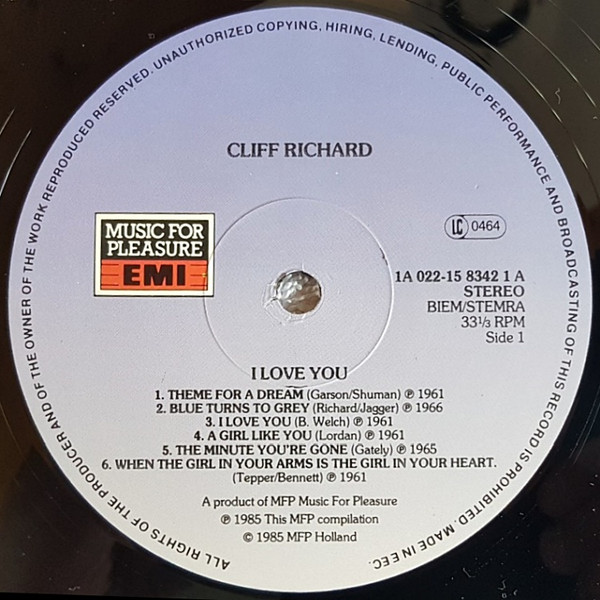 ALL RIGHTS OF THE PRODUCER AND OF THE OWNER OF THE WORK REPRODUCED RESERVED. UNAUTHORIZED COPYING, HIRING, LENDING, PUBLIC PERFORMANCE AND BROADCASTING OF THIS RECORD IS PROHIBITED. MADE IN EEC.
CLIFF RICHARD
MUSIC FOR
PLEASURE
EMI
LC 0464
1A 022-15 8342 1 A
STEREO
BIEM/STEMRA
33⅓ RPM
Side 1
I LOVE YOU
1. THEME FOR A DREAM (Garson/Shuman) ℗ 1961
2. BLUE TURNS TO GREY (Richard/Jagger) ℗ 1966
3. I LOVE YOU (B. Welch) ℗ 1961
4. A GIRL LIKE YOU (Lordan) ℗ 1961
5. THE MINUTE YOU'RE GONE (Gately) ℗ 1965
6. WHEN THE GIRL IN YOUR ARMS IS THE GIRL IN YOUR HEART.
(Tepper/Bennett) ℗ 1961
A product of MFP Music For Pleasure
℗ 1985 This MFP compilation
© 1985 MFP Holland